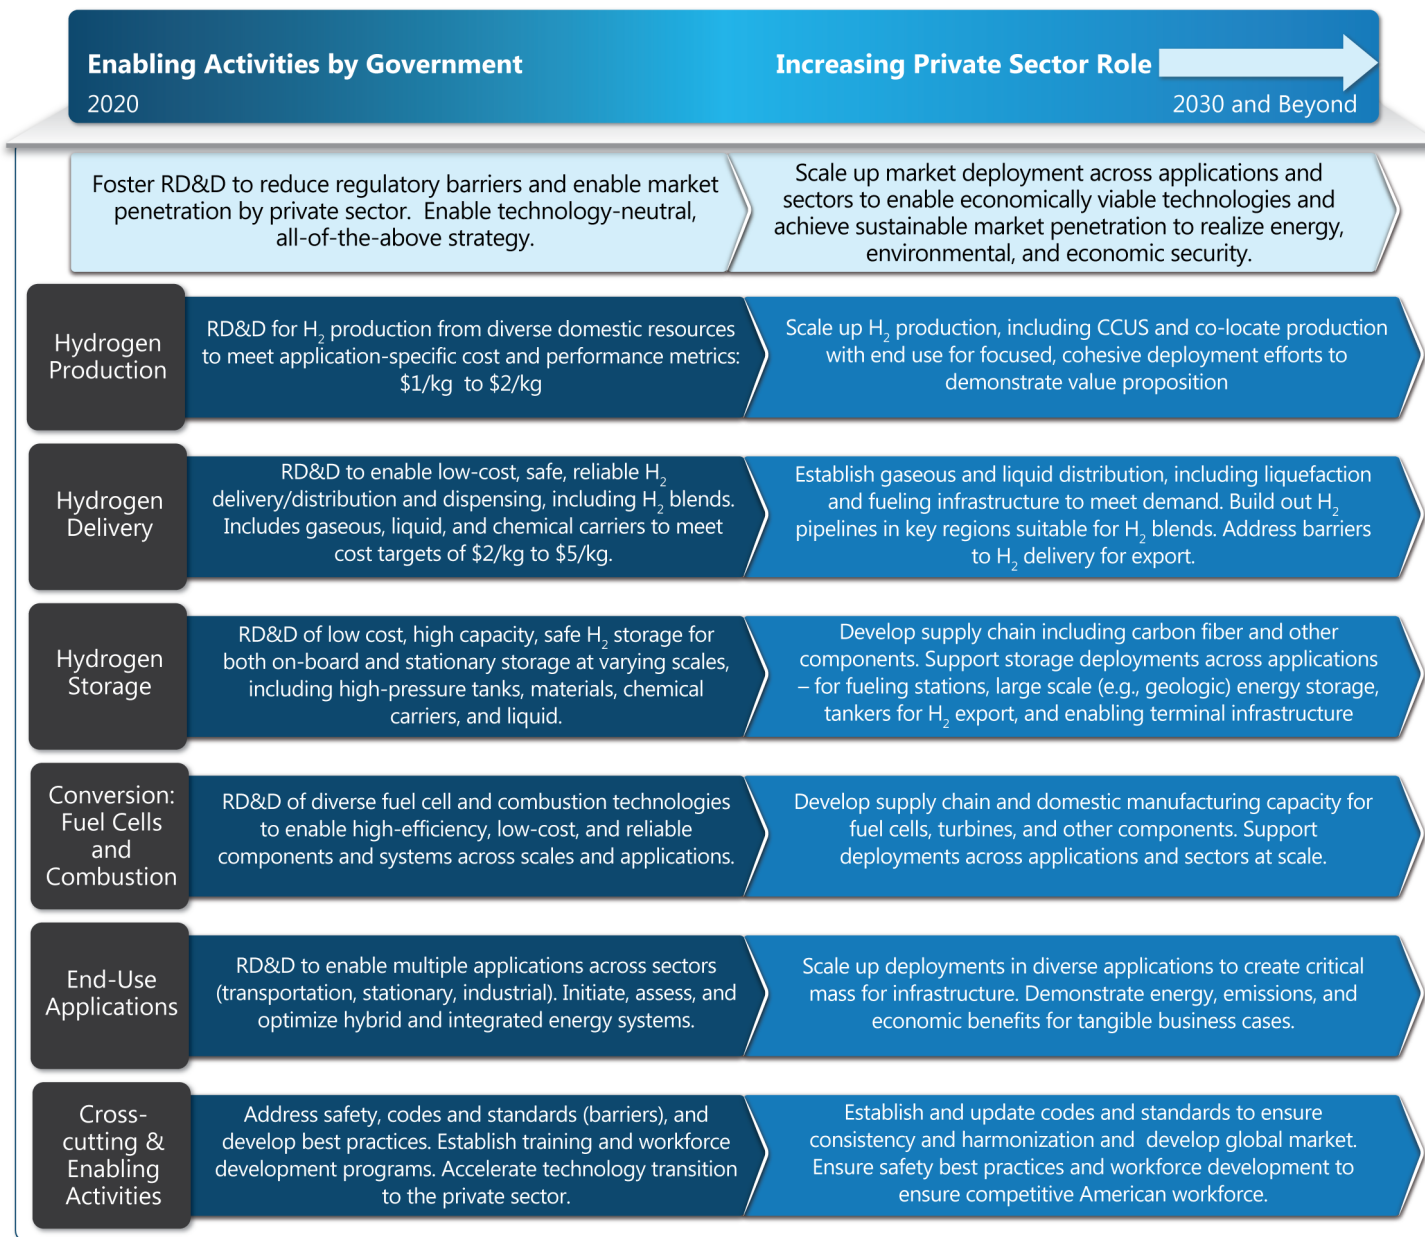 Enabling Activities by Government
2020
Increasing Private Sector Role
2030 and Beyond
Foster RD&D to reduce regulatory barriers and enable market
penetration by private sector.  Enable technology-neutral,
all-of-the-above strategy.
Scale up market deployment across applications and
sectors to enable economically viable technologies and
achieve sustainable market penetration to realize energy,
environmental, and economic security.
Hydrogen
Production
RD&D for H₂ production from diverse domestic resources
to meet application-specific cost and performance metrics:
$1/kg  to $2/kg
Scale up H₂ production, including CCUS and co-locate production
with end use for focused, cohesive deployment efforts to
demonstrate value proposition
Hydrogen
Delivery
RD&D to enable low-cost, safe, reliable H₂
delivery/distribution and dispensing, including H₂ blends.
Includes gaseous, liquid, and chemical carriers to meet
cost targets of $2/kg to $5/kg.
Establish gaseous and liquid distribution, including liquefaction
and fueling infrastructure to meet demand. Build out H₂
pipelines in key regions suitable for H₂ blends. Address barriers
to H₂ delivery for export.
Hydrogen
Storage
RD&D of low cost, high capacity, safe H₂ storage for
both on-board and stationary storage at varying scales,
including high-pressure tanks, materials, chemical
carriers, and liquid.
Develop supply chain including carbon fiber and other
components. Support storage deployments across applications
– for fueling stations, large scale (e.g., geologic) energy storage,
tankers for H₂ export, and enabling terminal infrastructure
Conversion:
Fuel Cells
and
Combustion
RD&D of diverse fuel cell and combustion technologies
to enable high-efficiency, low-cost, and reliable
components and systems across scales and applications.
Develop supply chain and domestic manufacturing capacity for
fuel cells, turbines, and other components. Support
deployments across applications and sectors at scale.
End-Use
Applications
RD&D to enable multiple applications across sectors
(transportation, stationary, industrial). Initiate, assess, and
optimize hybrid and integrated energy systems.
Scale up deployments in diverse applications to create critical
mass for infrastructure. Demonstrate energy, emissions, and
economic benefits for tangible business cases.
Cross-
cutting &
Enabling
Activities
Address safety, codes and standards (barriers), and
develop best practices. Establish training and workforce
development programs. Accelerate technology transition
to the private sector.
Establish and update codes and standards to ensure
consistency and harmonization and  develop global market.
Ensure safety best practices and workforce development to
ensure competitive American workforce.